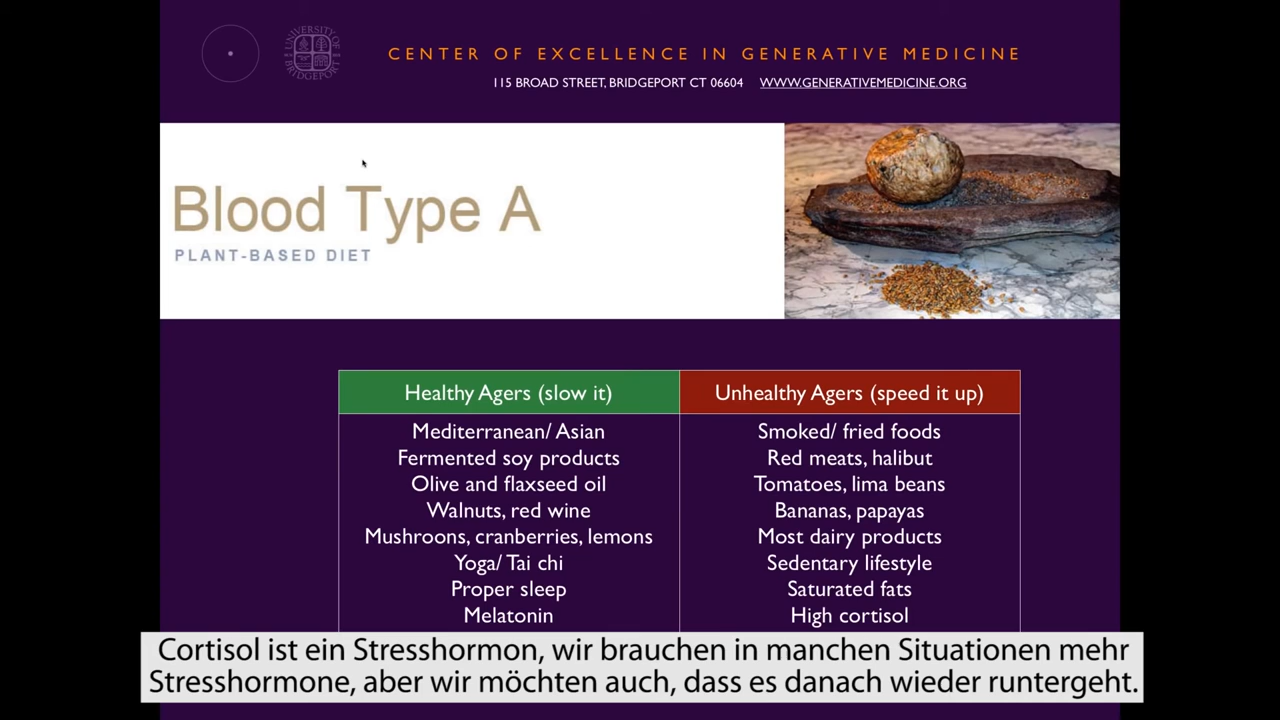 UNIVERSITY OF BRIDGEPORT
CENTER OF EXCELLENCE IN GENERATIVE MEDICINE
115 BROAD STREET, BRIDGEPORT CT 06604 WWW.GENERATIVEMEDICINE.ORG
Blood Type A
PLANT-BASED DIET
Healthy Agers (slow it) Unhealthy Agers (speed it up)
Mediterranean/ Asian Smoked/ fried foods
Fermented soy products Red meats, halibut
Olive and flaxseed oil Tomatoes, lima beans
Walnuts, red wine Bananas, papayas
Mushrooms, cranberries, lemons Most dairy products
Yoga/ Tai chi Sedentary lifestyle
Proper sleep Saturated fats
Melatonin High cortisol
Cortisol ist ein Stresshormon, wir brauchen in manchen Situationen mehr
Stresshormone, aber wir möchten auch, dass es danach wieder runtergeht.